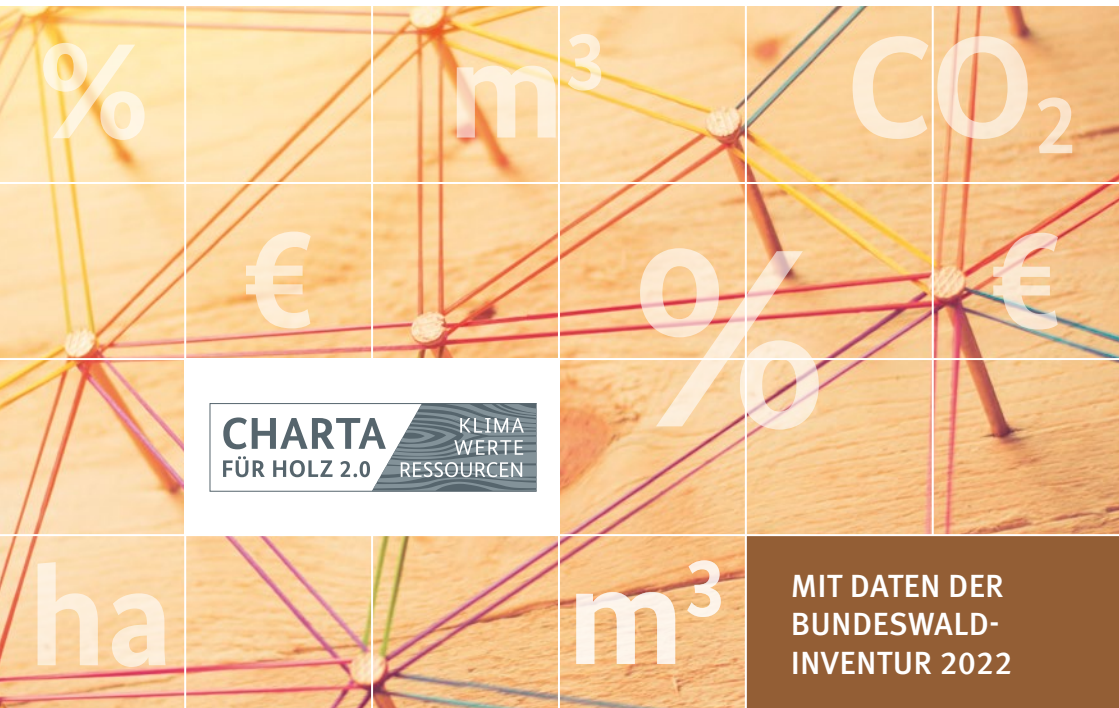 %
m³
CO₂
€
%
€
CHARTA
FÜR HOLZ 2.0
KLIMA
WERTE
RESSOURCEN
ha
m³
MIT DATEN DER
BUNDESWALD-
INVENTUR 2022